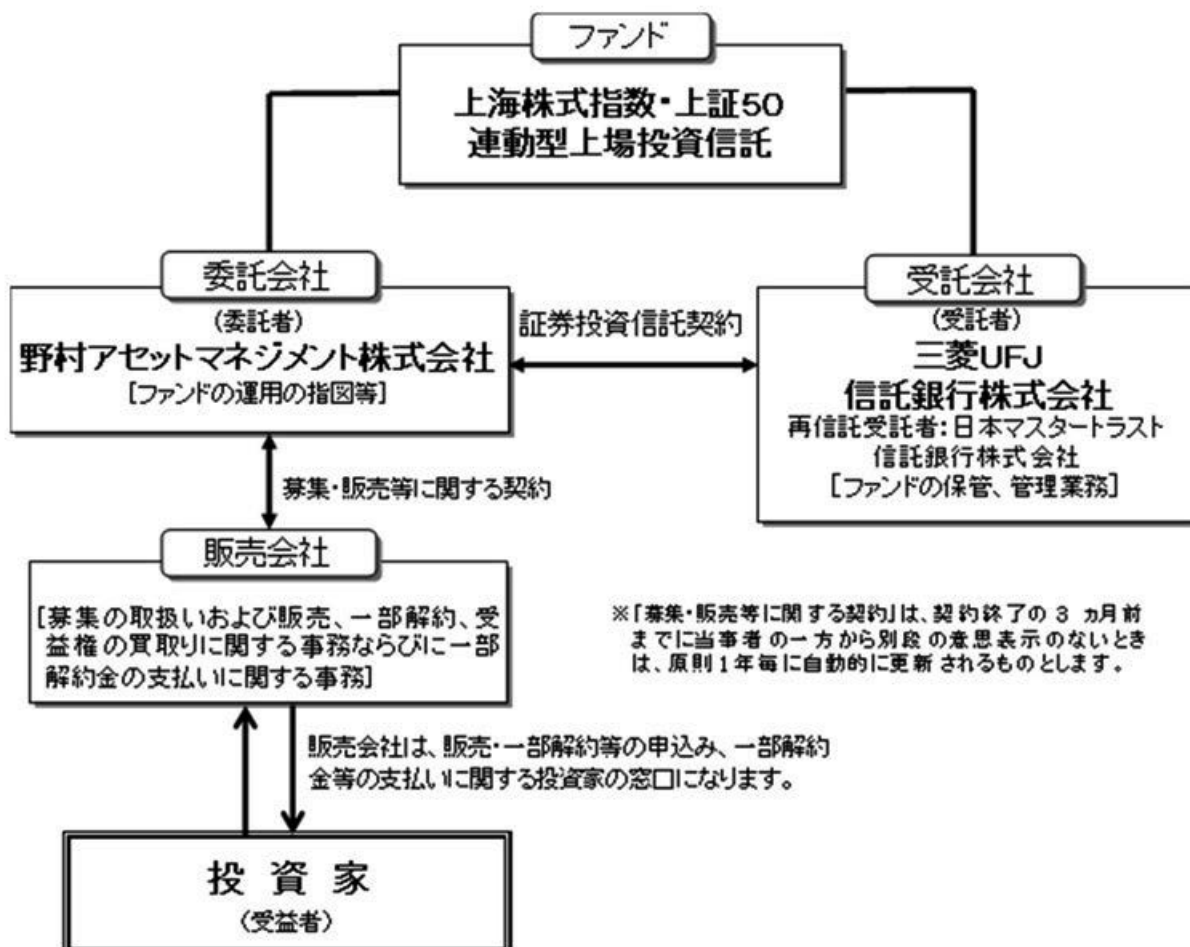 ファンド
上海株式指数・上証50
連動型上場投資信託
委託会社
(委託者)
野村アセットマネジメント株式会社
[ファンドの運用の指図等]
証券投資信託契約
受託会社
(受託者)
三菱UFJ
信託銀行株式会社
再信託受託者:日本マスタートラスト
信託銀行株式会社
[ファンドの保管、管理業務]
募集・販売等に関する契約
販売会社
[募集の取扱いおよび販売、一部解約、受
益権の買取りに関する事務ならびに一部
解約金の支払いに関する事務]
※「募集・販売等に関する契約」は、契約終了の3ヵ月前
までに当事者の一方から別段の意思表示のないとき
は、原則1年毎に自動的に更新されるものとします。
販売会社は、販売・一部解約等の申込み、一部解約
金等の支払いに関する投資家の窓口になります。
投資家
(受益者)